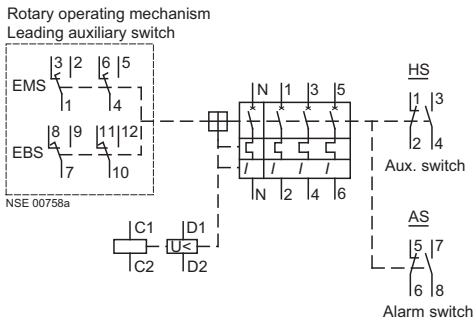 Rotary operating mechanism
Leading auxiliary switch
3 2 6 5
EMS
1 4
8 9 11 12
EBS
7 10
NSE 00758a
N 1 3 5
I I I I
N 2 4 6
HS
1 3
2 4
Aux. switch
AS
5 7
6 8
Alarm switch
C1 D1
U<
C2 D2